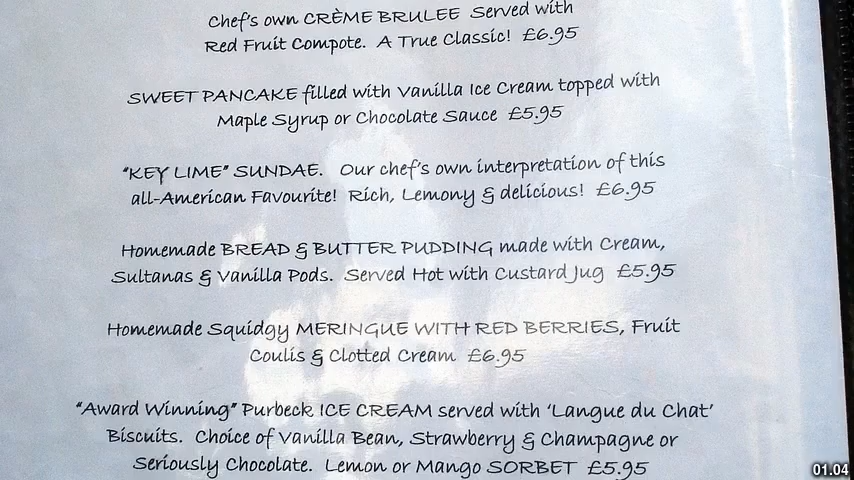 Chef's own CRÈME BRULEE Served with
Red Fruit Compote. A True Classic! £6.95
SWEET PANCAKE filled with Vanilla Ice Cream topped with
Maple Syrup or Chocolate Sauce £5.95
"KEY LIME" SUNDAE. Our chef's own interpretation of this
all-American Favourite! Rich, Lemony & delicious! £6.95
Homemade BREAD & BUTTER PUDDING made with Cream,
Sultanas & Vanilla Pods. Served Hot with Custard Jug £5.95
Homemade Squidgy MERINGUE WITH RED BERRIES, Fruit
Coulis & Clotted Cream £6.95
"Award Winning" Purbeck ICE CREAM served with 'Langue du Chat'
Biscuits. Choice of Vanilla Bean, Strawberry & Champagne or
Seriously Chocolate. Lemon or Mango SORBET £5.95
01.04